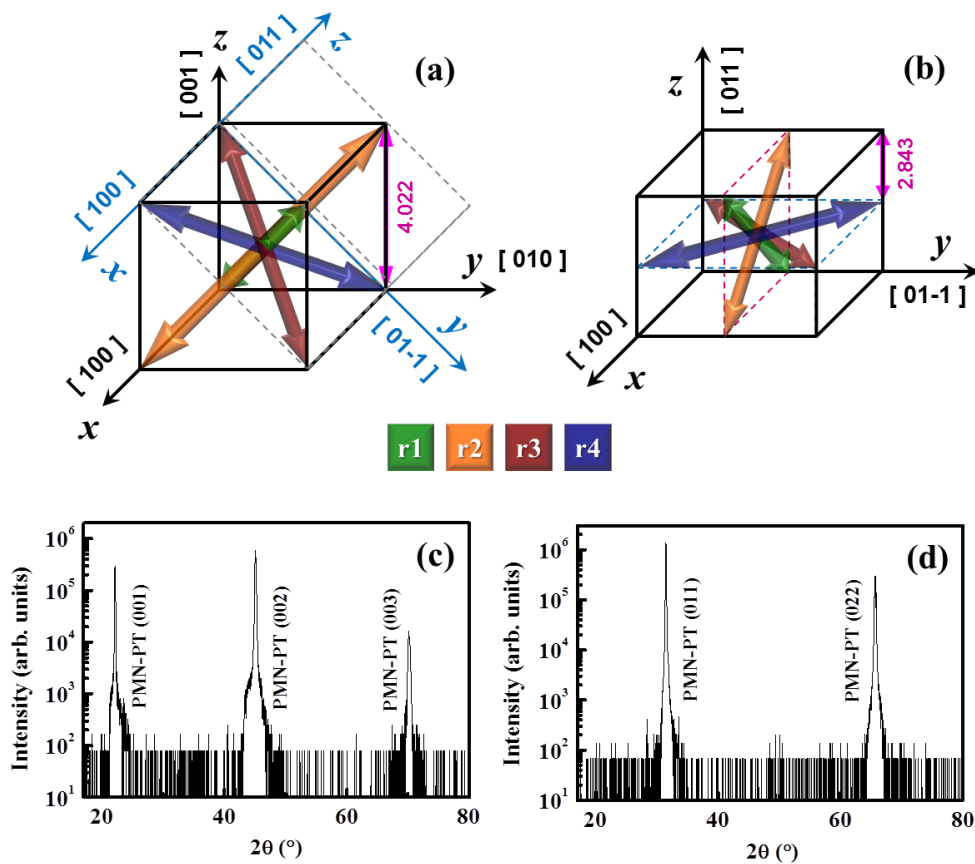 (a)
z
[ 001 ]
[ 011 ]
z
[ 100 ]
x
4.022
y [ 010 ]
y
[ 01-1 ]
[ 100 ]
x
(b)
z
[ 011 ]
2.843
y
[ 01-1 ]
[ 100 ]
x
r1 r2 r3 r4
(c)
Intensity (arb. units)
10^6
10^5
10^4
10^3
10^2
10^1
PMN-PT (001)
PMN-PT (002)
PMN-PT (003)
20 40 60 80
2θ (°)
(d)
Intensity (arb. units)
10^6
10^5
10^4
10^3
10^2
10^1
PMN-PT (011)
PMN-PT (022)
20 40 60 80
2θ (°)